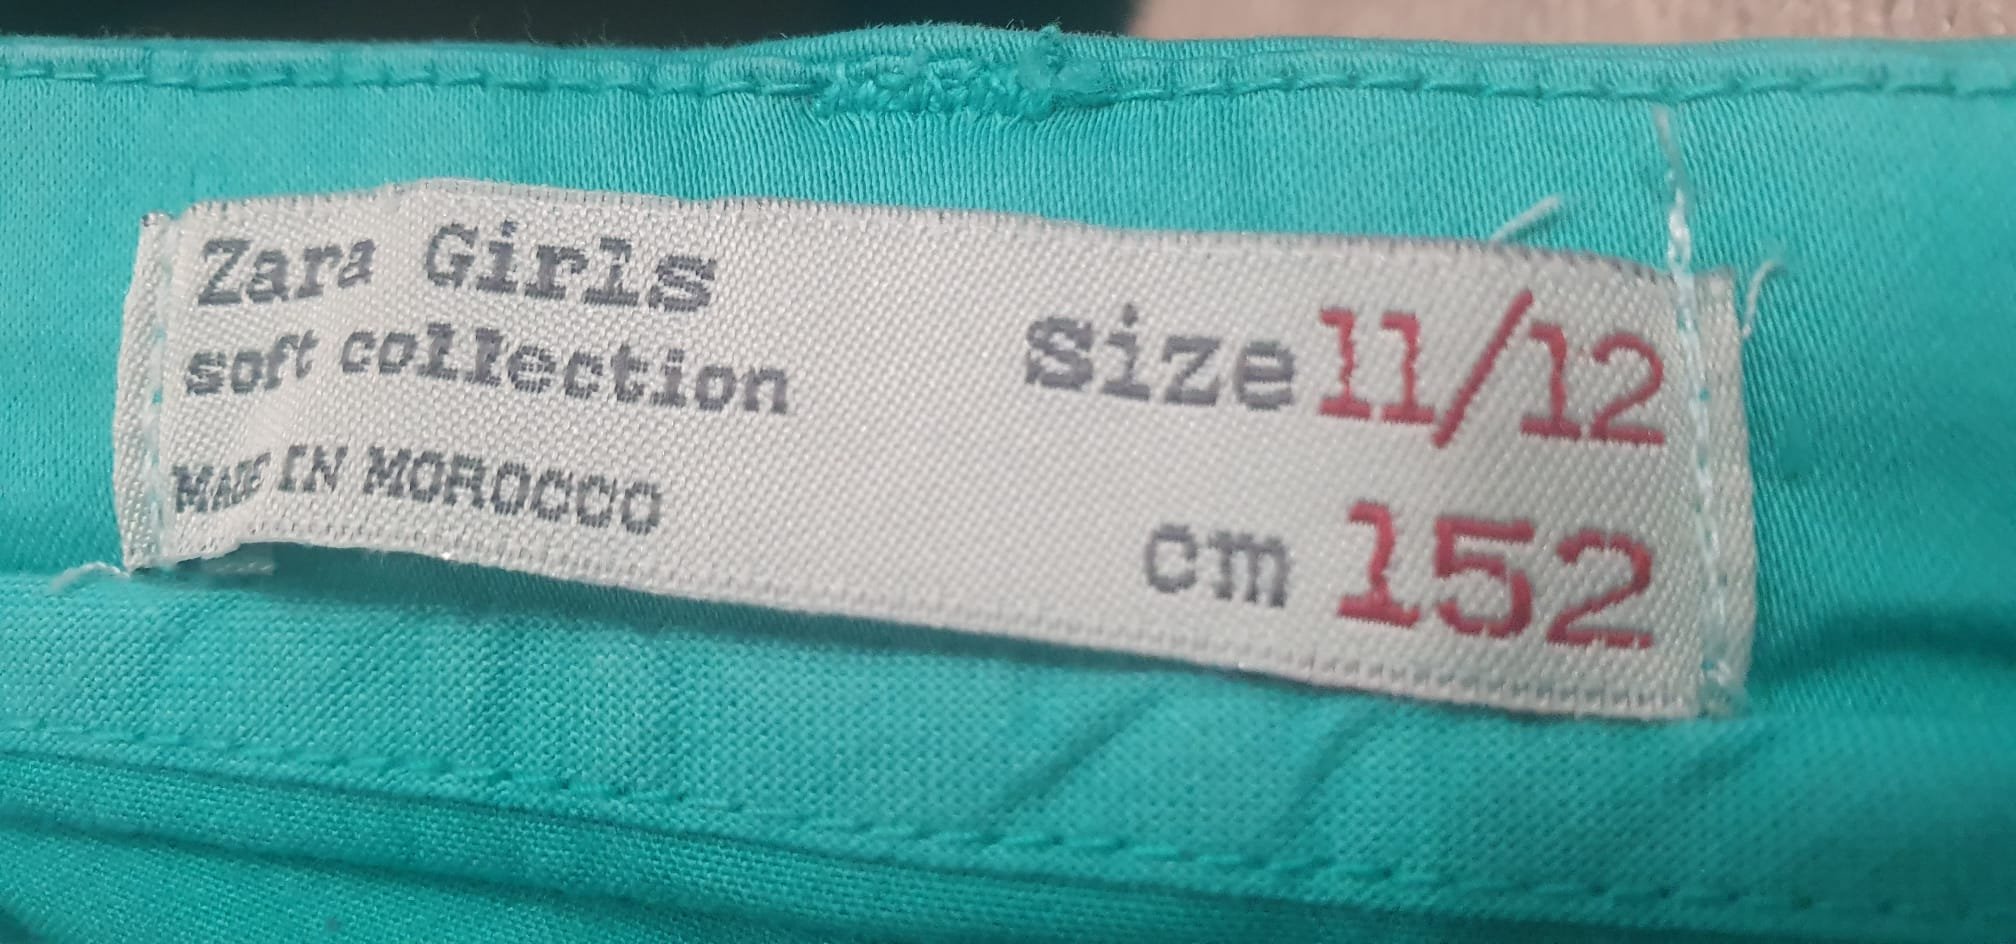 Zara Girls
soft collection
MADE IN MOROCCO
size 11/12
cm 152